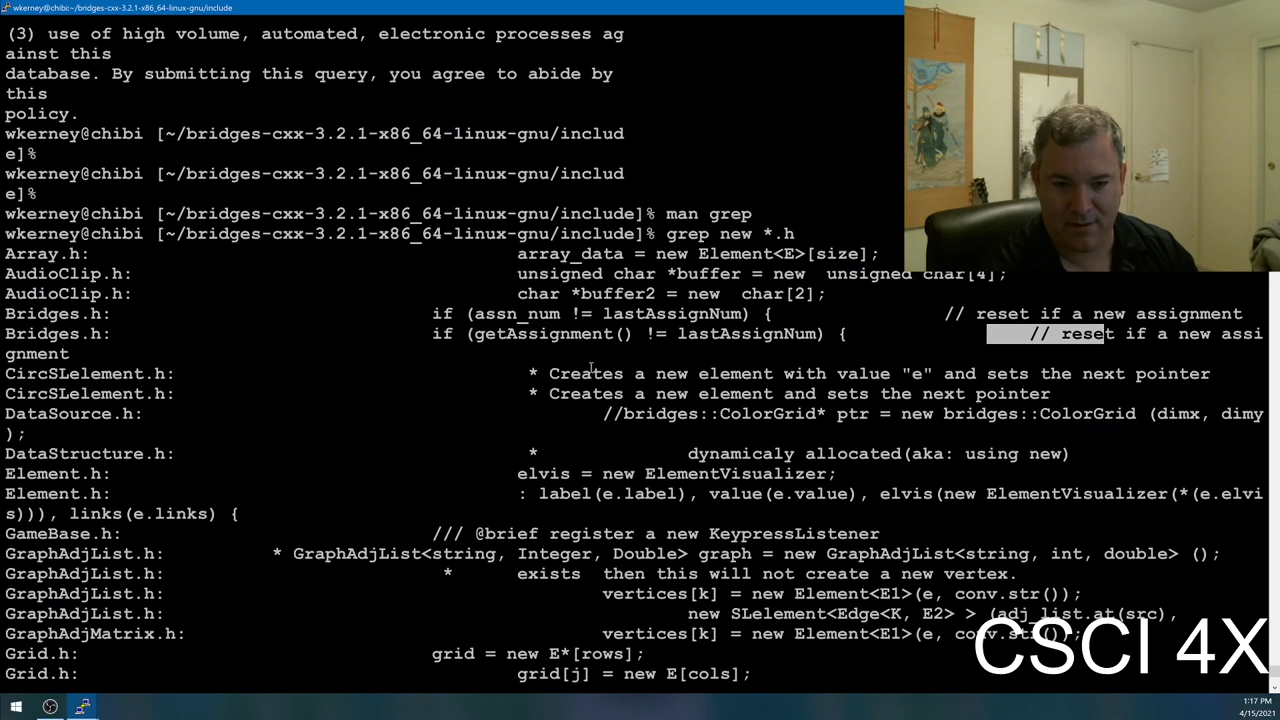 wkerney@chibi:~/bridges-cxx-3.2.1-x86_64-linux-gnu/include
(3) use of high volume, automated, electronic processes ag
ainst this
database. By submitting this query, you agree to abide by
this
policy.
wkerney@chibi [~/bridges-cxx-3.2.1-x86_64-linux-gnu/includ
e]%
wkerney@chibi [~/bridges-cxx-3.2.1-x86_64-linux-gnu/includ
e]%
wkerney@chibi [~/bridges-cxx-3.2.1-x86_64-linux-gnu/include]% man grep
wkerney@chibi [~/bridges-cxx-3.2.1-x86_64-linux-gnu/include]% grep new *.h
Array.h: array_data = new Element<E>[size];
AudioClip.h: unsigned char *buffer = new unsigned char[4];
AudioClip.h: char *buffer2 = new char[2];
Bridges.h: if (assn_num != lastAssignNum) { // reset if a new assignment
Bridges.h: if (getAssignment() != lastAssignNum) { // reset if a new assi
gnment
CircSLelement.h: * Creates a new element with value "e" and sets the next pointer
CircSLelement.h: * Creates a new element and sets the next pointer
DataSource.h: //bridges::ColorGrid* ptr = new bridges::ColorGrid (dimx, dimy
);
DataStructure.h: * dynamicaly allocated(aka: using new)
Element.h: elvis = new ElementVisualizer;
Element.h: : label(e.label), value(e.value), elvis(new ElementVisualizer(*(e.elvi
s))), links(e.links) {
GameBase.h: /// @brief register a new KeypressListener
GraphAdjList.h: * GraphAdjList<string, Integer, Double> graph = new GraphAdjList<string, int, double> ();
GraphAdjList.h: * exists then this will not create a new vertex.
GraphAdjList.h: vertices[k] = new Element<E1>(e, conv.str());
GraphAdjList.h: new SLelement<Edge<K, E2> > (adj_list.at(src),
GraphAdjMatrix.h: vertices[k] = new Element<E1>(e, conv.str());
Grid.h: grid = new E*[rows];
Grid.h: grid[j] = new E[cols];
CSCI 4X
1:17 PM
4/15/2021